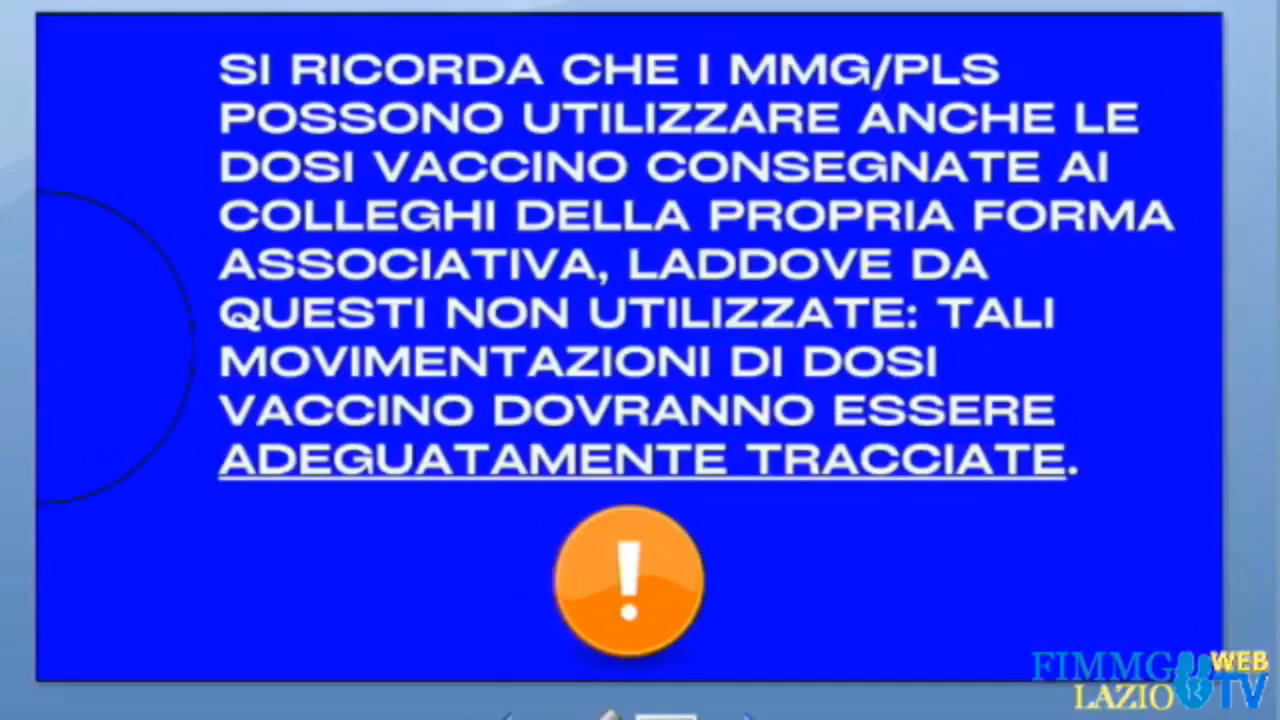 SI RICORDA CHE I MMG/PLS
POSSONO UTILIZZARE ANCHE LE
DOSI VACCINO CONSEGNATE AI
COLLEGHI DELLA PROPRIA FORMA
ASSOCIATIVA, LADDOVE DA
QUESTI NON UTILIZZATE: TALI
MOVIMENTAZIONI DI DOSI
VACCINO DOVRANNO ESSERE
ADEGUATAMENTE TRACCIATE.
!
FIMMG WEB
LAZIO TV